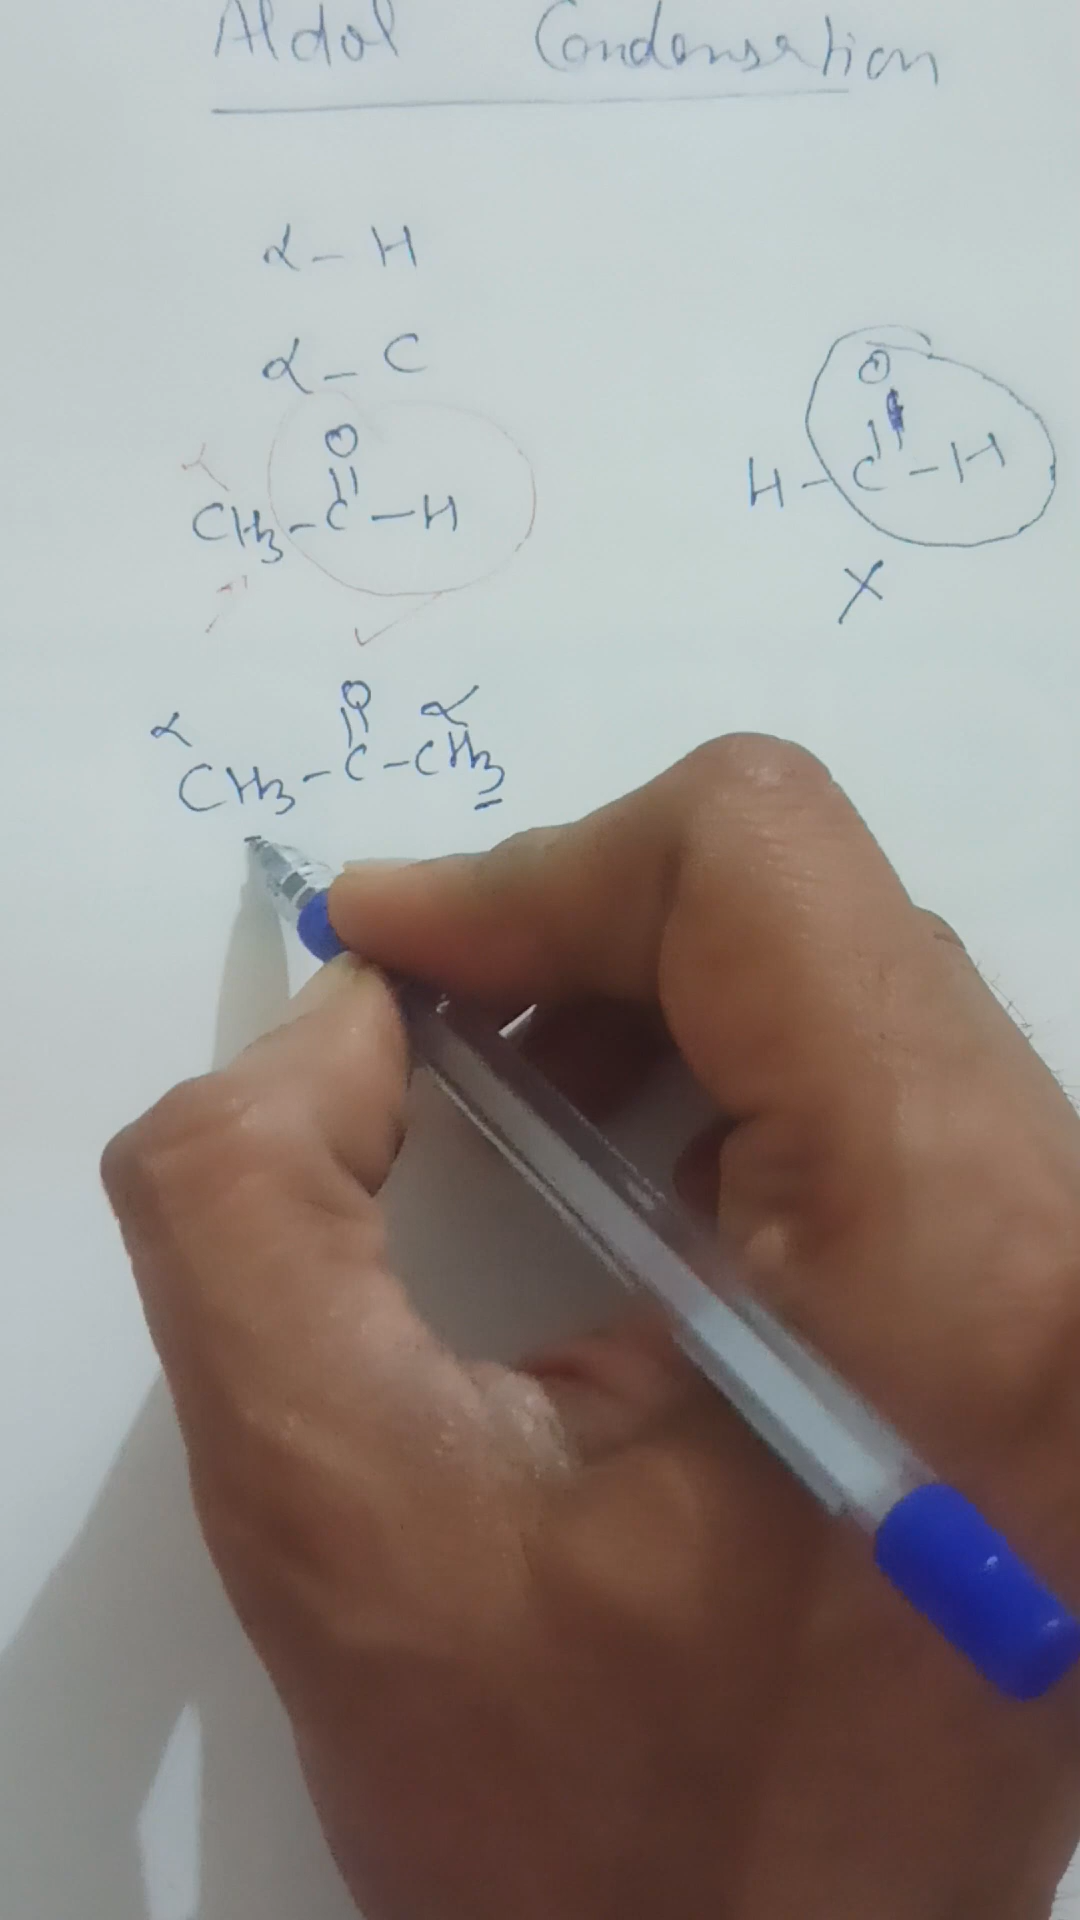 Aldol Condensation
α - H
α - C
O
||
α
CH3 - C - H
O
||
H - C - H
X
α O α
||
CH3 - C - CH3